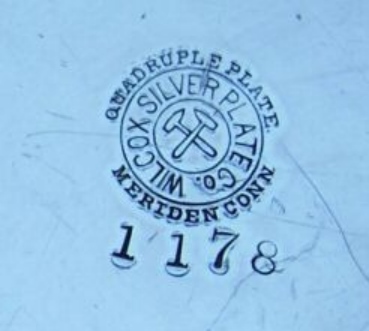 QUADRUPLE PLATE.
WILCOX SILVER PLATE Co.
MERIDEN CONN
1178